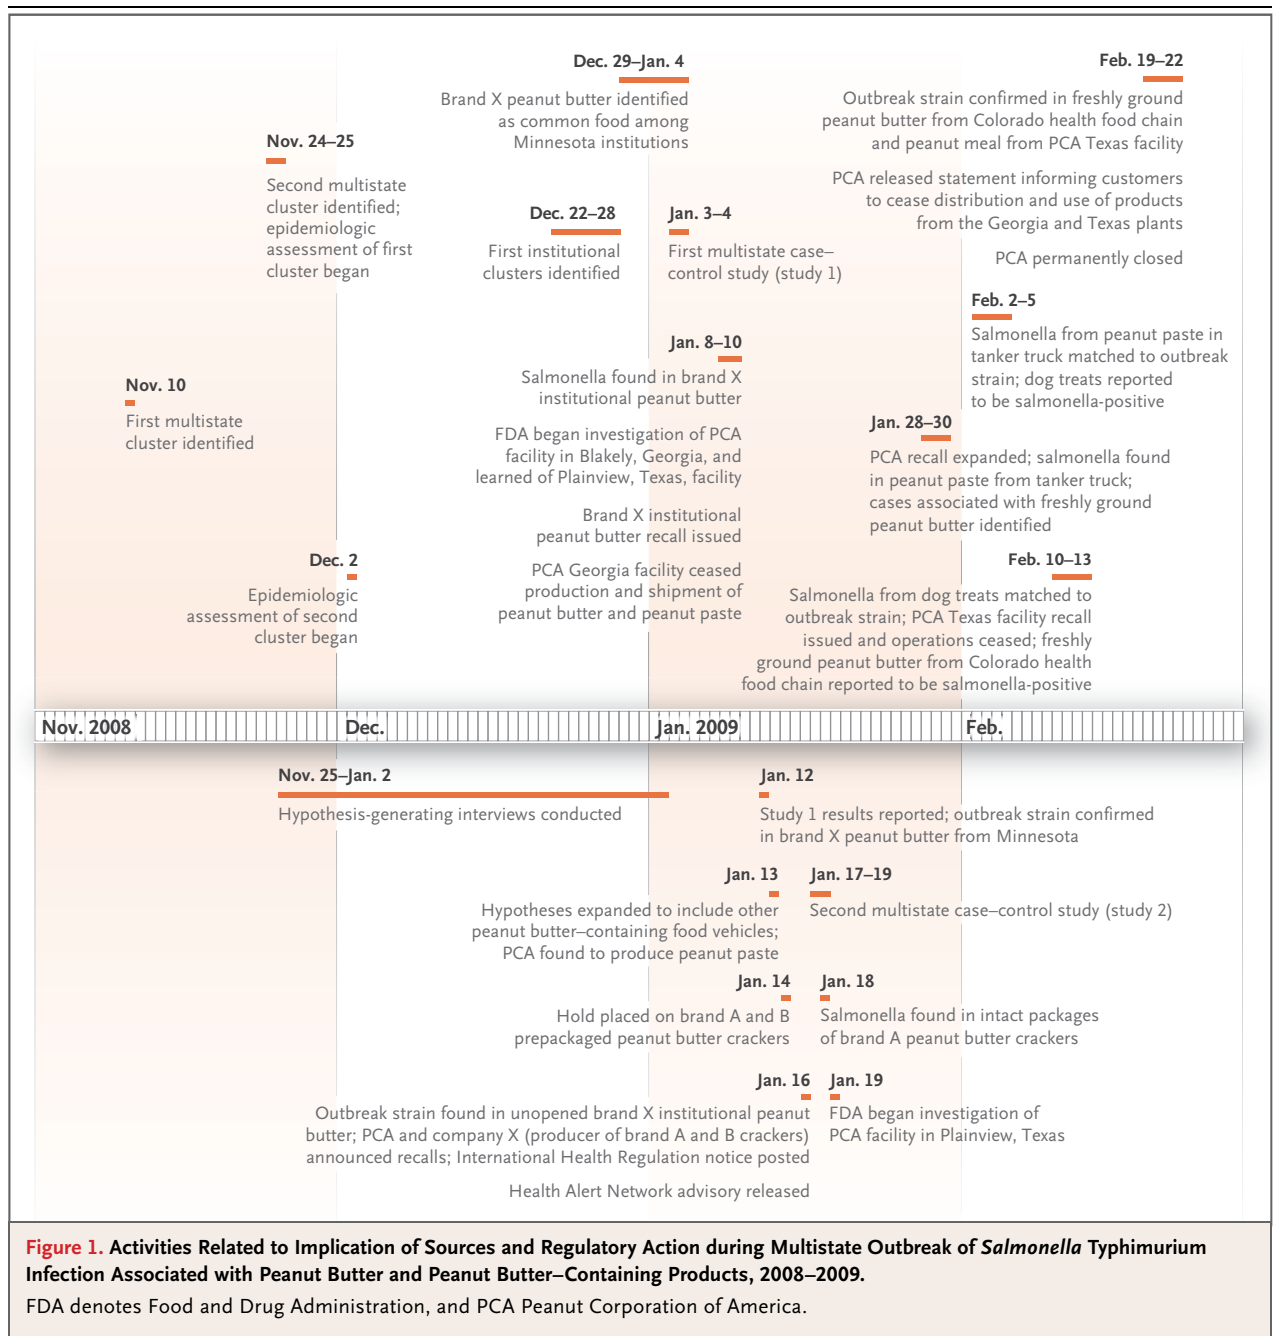 Dec. 29–Jan. 4
Brand X peanut butter identified
as common food among
Minnesota institutions
Feb. 19–22
Outbreak strain confirmed in freshly ground
peanut butter from Colorado health food chain
and peanut meal from PCA Texas facility
PCA released statement informing customers
to cease distribution and use of products
from the Georgia and Texas plants
PCA permanently closed
Nov. 24–25
Second multistate
cluster identified;
epidemiologic
assessment of first
cluster began
Dec. 22–28
First institutional
clusters identified
Jan. 3–4
First multistate case–
control study (study 1)
Feb. 2–5
Salmonella from peanut paste in
tanker truck matched to outbreak
strain; dog treats reported
to be salmonella-positive
Jan. 8–10
Salmonella found in brand X
institutional peanut butter
FDA began investigation of PCA
facility in Blakely, Georgia, and
learned of Plainview, Texas, facility
Brand X institutional
peanut butter recall issued
PCA Georgia facility ceased
production and shipment of
peanut butter and peanut paste
Nov. 10
First multistate
cluster identified
Jan. 28–30
PCA recall expanded; salmonella found
in peanut paste from tanker truck;
cases associated with freshly ground
peanut butter identified
Dec. 2
Epidemiologic
assessment of second
cluster began
Feb. 10–13
Salmonella from dog treats matched to
outbreak strain; PCA Texas facility recall
issued and operations ceased; freshly
ground peanut butter from Colorado health
food chain reported to be salmonella-positive
Nov. 2008
Dec.
Jan. 2009
Feb.
Nov. 25–Jan. 2
Hypothesis-generating interviews conducted
Jan. 12
Study 1 results reported; outbreak strain confirmed
in brand X peanut butter from Minnesota
Jan. 13
Hypotheses expanded to include other
peanut butter–containing food vehicles;
PCA found to produce peanut paste
Jan. 17–19
Second multistate case–control study (study 2)
Jan. 14
Hold placed on brand A and B
prepackaged peanut butter crackers
Jan. 18
Salmonella found in intact packages
of brand A peanut butter crackers
Jan. 16
Outbreak strain found in unopened brand X institutional peanut
butter; PCA and company X (producer of brand A and B crackers)
announced recalls; International Health Regulation notice posted
Health Alert Network advisory released
Jan. 19
FDA began investigation of
PCA facility in Plainview, Texas
Figure 1. Activities Related to Implication of Sources and Regulatory Action during Multistate Outbreak of Salmonella Typhimurium
Infection Associated with Peanut Butter and Peanut Butter–Containing Products, 2008–2009.
FDA denotes Food and Drug Administration, and PCA Peanut Corporation of America.